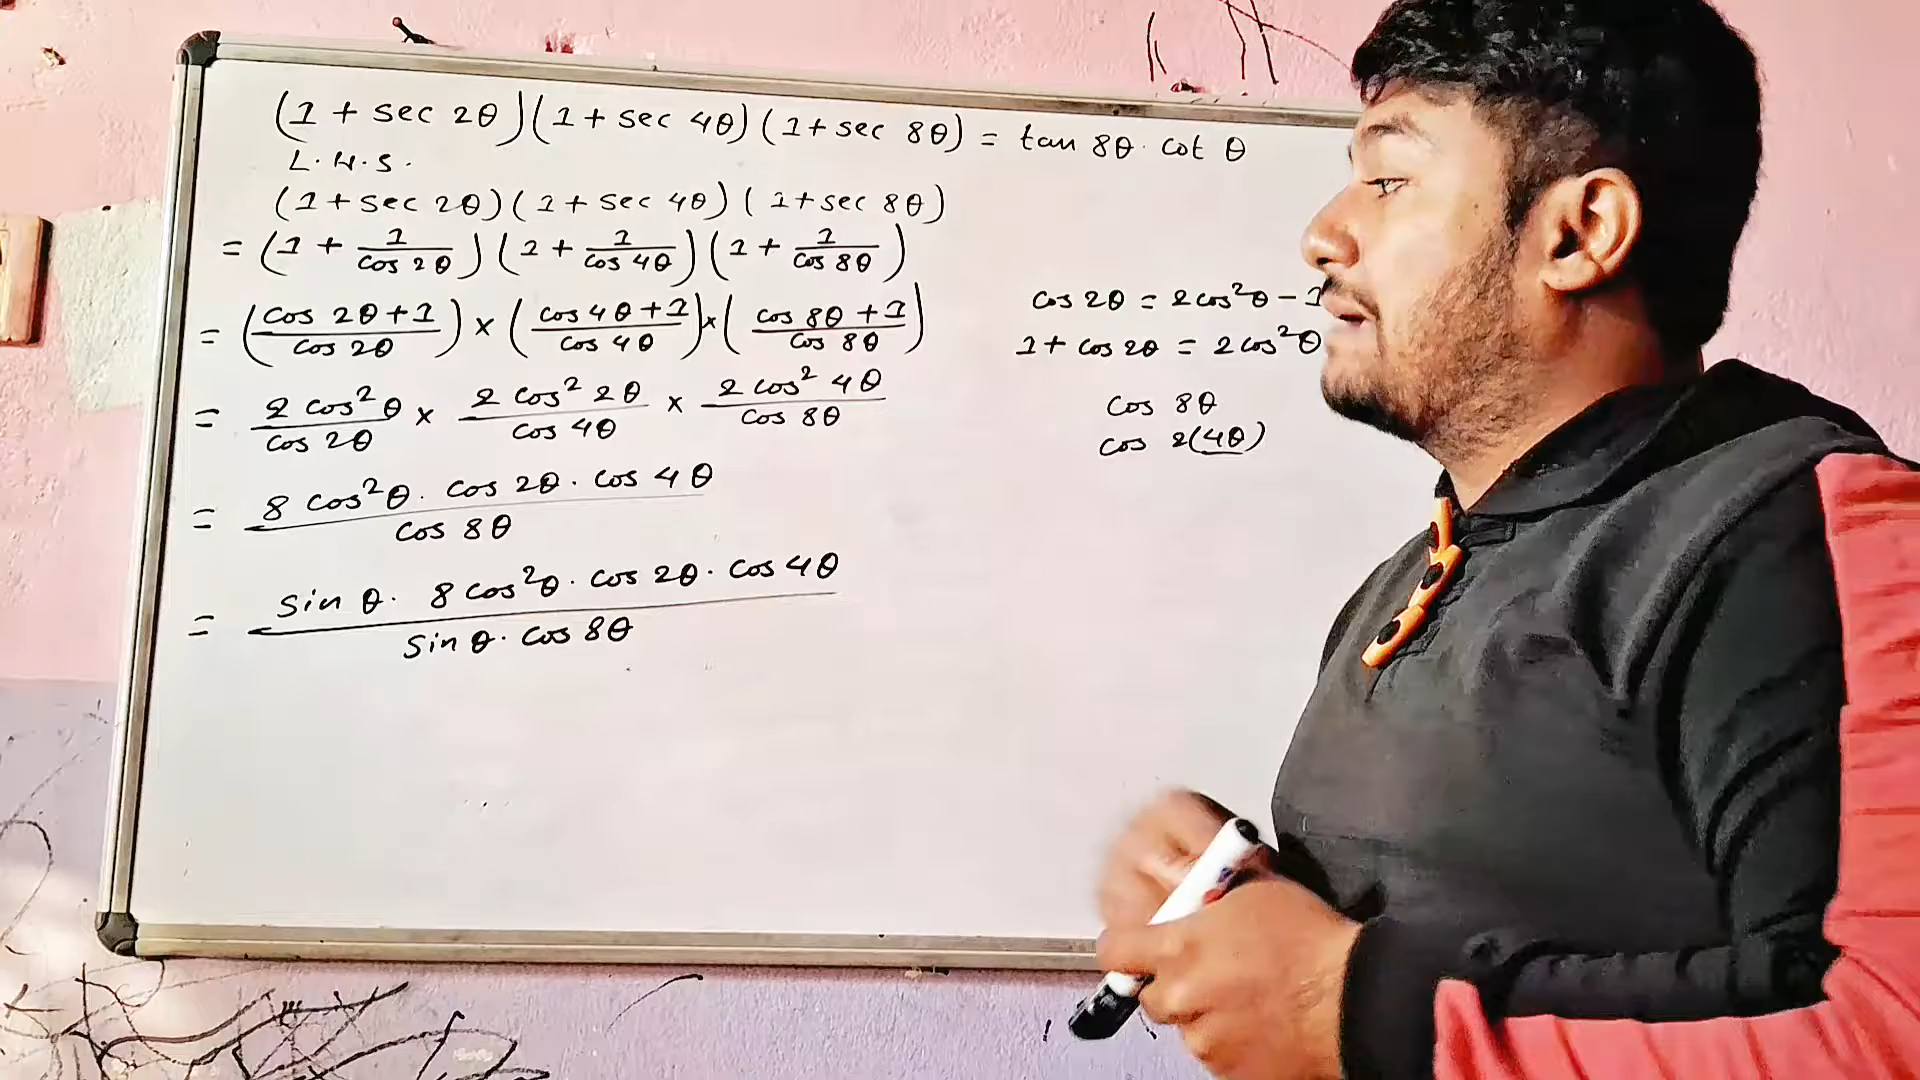 (1 + sec 2θ)(1 + sec 4θ)(1 + sec 8θ) = tan 8θ · cot θ
L.H.S.
(1 + sec 2θ)(1 + sec 4θ)(1 + sec 8θ)
= (1 + 1/cos 2θ)(1 + 1/cos 4θ)(1 + 1/cos 8θ)
= (cos 2θ + 1/cos 2θ) × (cos 4θ + 1/cos 4θ) × (cos 8θ + 1/cos 8θ)
= 2 cos²θ/cos 2θ × 2 cos² 2θ/cos 4θ × 2 cos² 4θ/cos 8θ
= 8 cos²θ · cos 2θ · cos 4θ/cos 8θ
= sin θ · 8 cos²θ · cos 2θ · cos 4θ/sin θ · cos 8θ
cos 2θ = 2cos²θ − 1
1 + cos 2θ = 2 cos²θ
cos 8θ
cos 2(4θ)